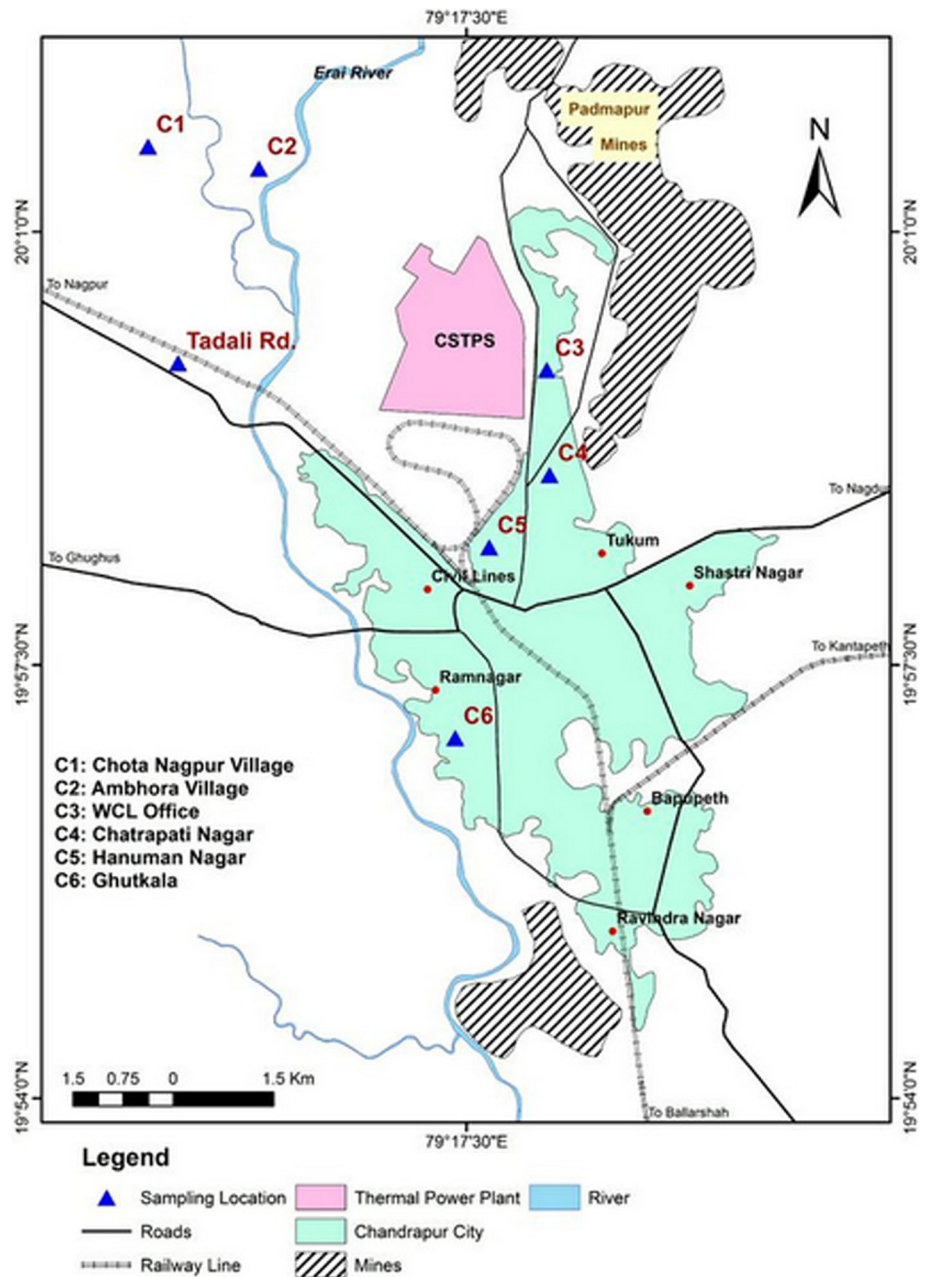 79°17'30"E
Erai River
Padmapur
Mines
C1
C2
N
20°1'0"N
20°1'0"N
To Nagpur
CSTPS
Tadali Rd.
C3
C4
To Nagdur
C5
Tukum
To Ghughus
Civil Lines
Shastri Nagar
19°57'30"N
19°57'30"N
To Kantapeth
Ramnagar
C6
C1: Chota Nagpur Village
C2: Ambhora Village
C3: WCL Office
C4: Chatrapati Nagar
C5: Hanuman Nagar
C6: Ghutkala
Bapupeth
Ravindra Nagar
1.5 0.75 0 1.5 Km
19°54'0"N
19°54'0"N
To Ballarshah
79°17'30"E
Legend
Sampling Location Thermal Power Plant River
Roads Chandrapur City
Railway Line Mines